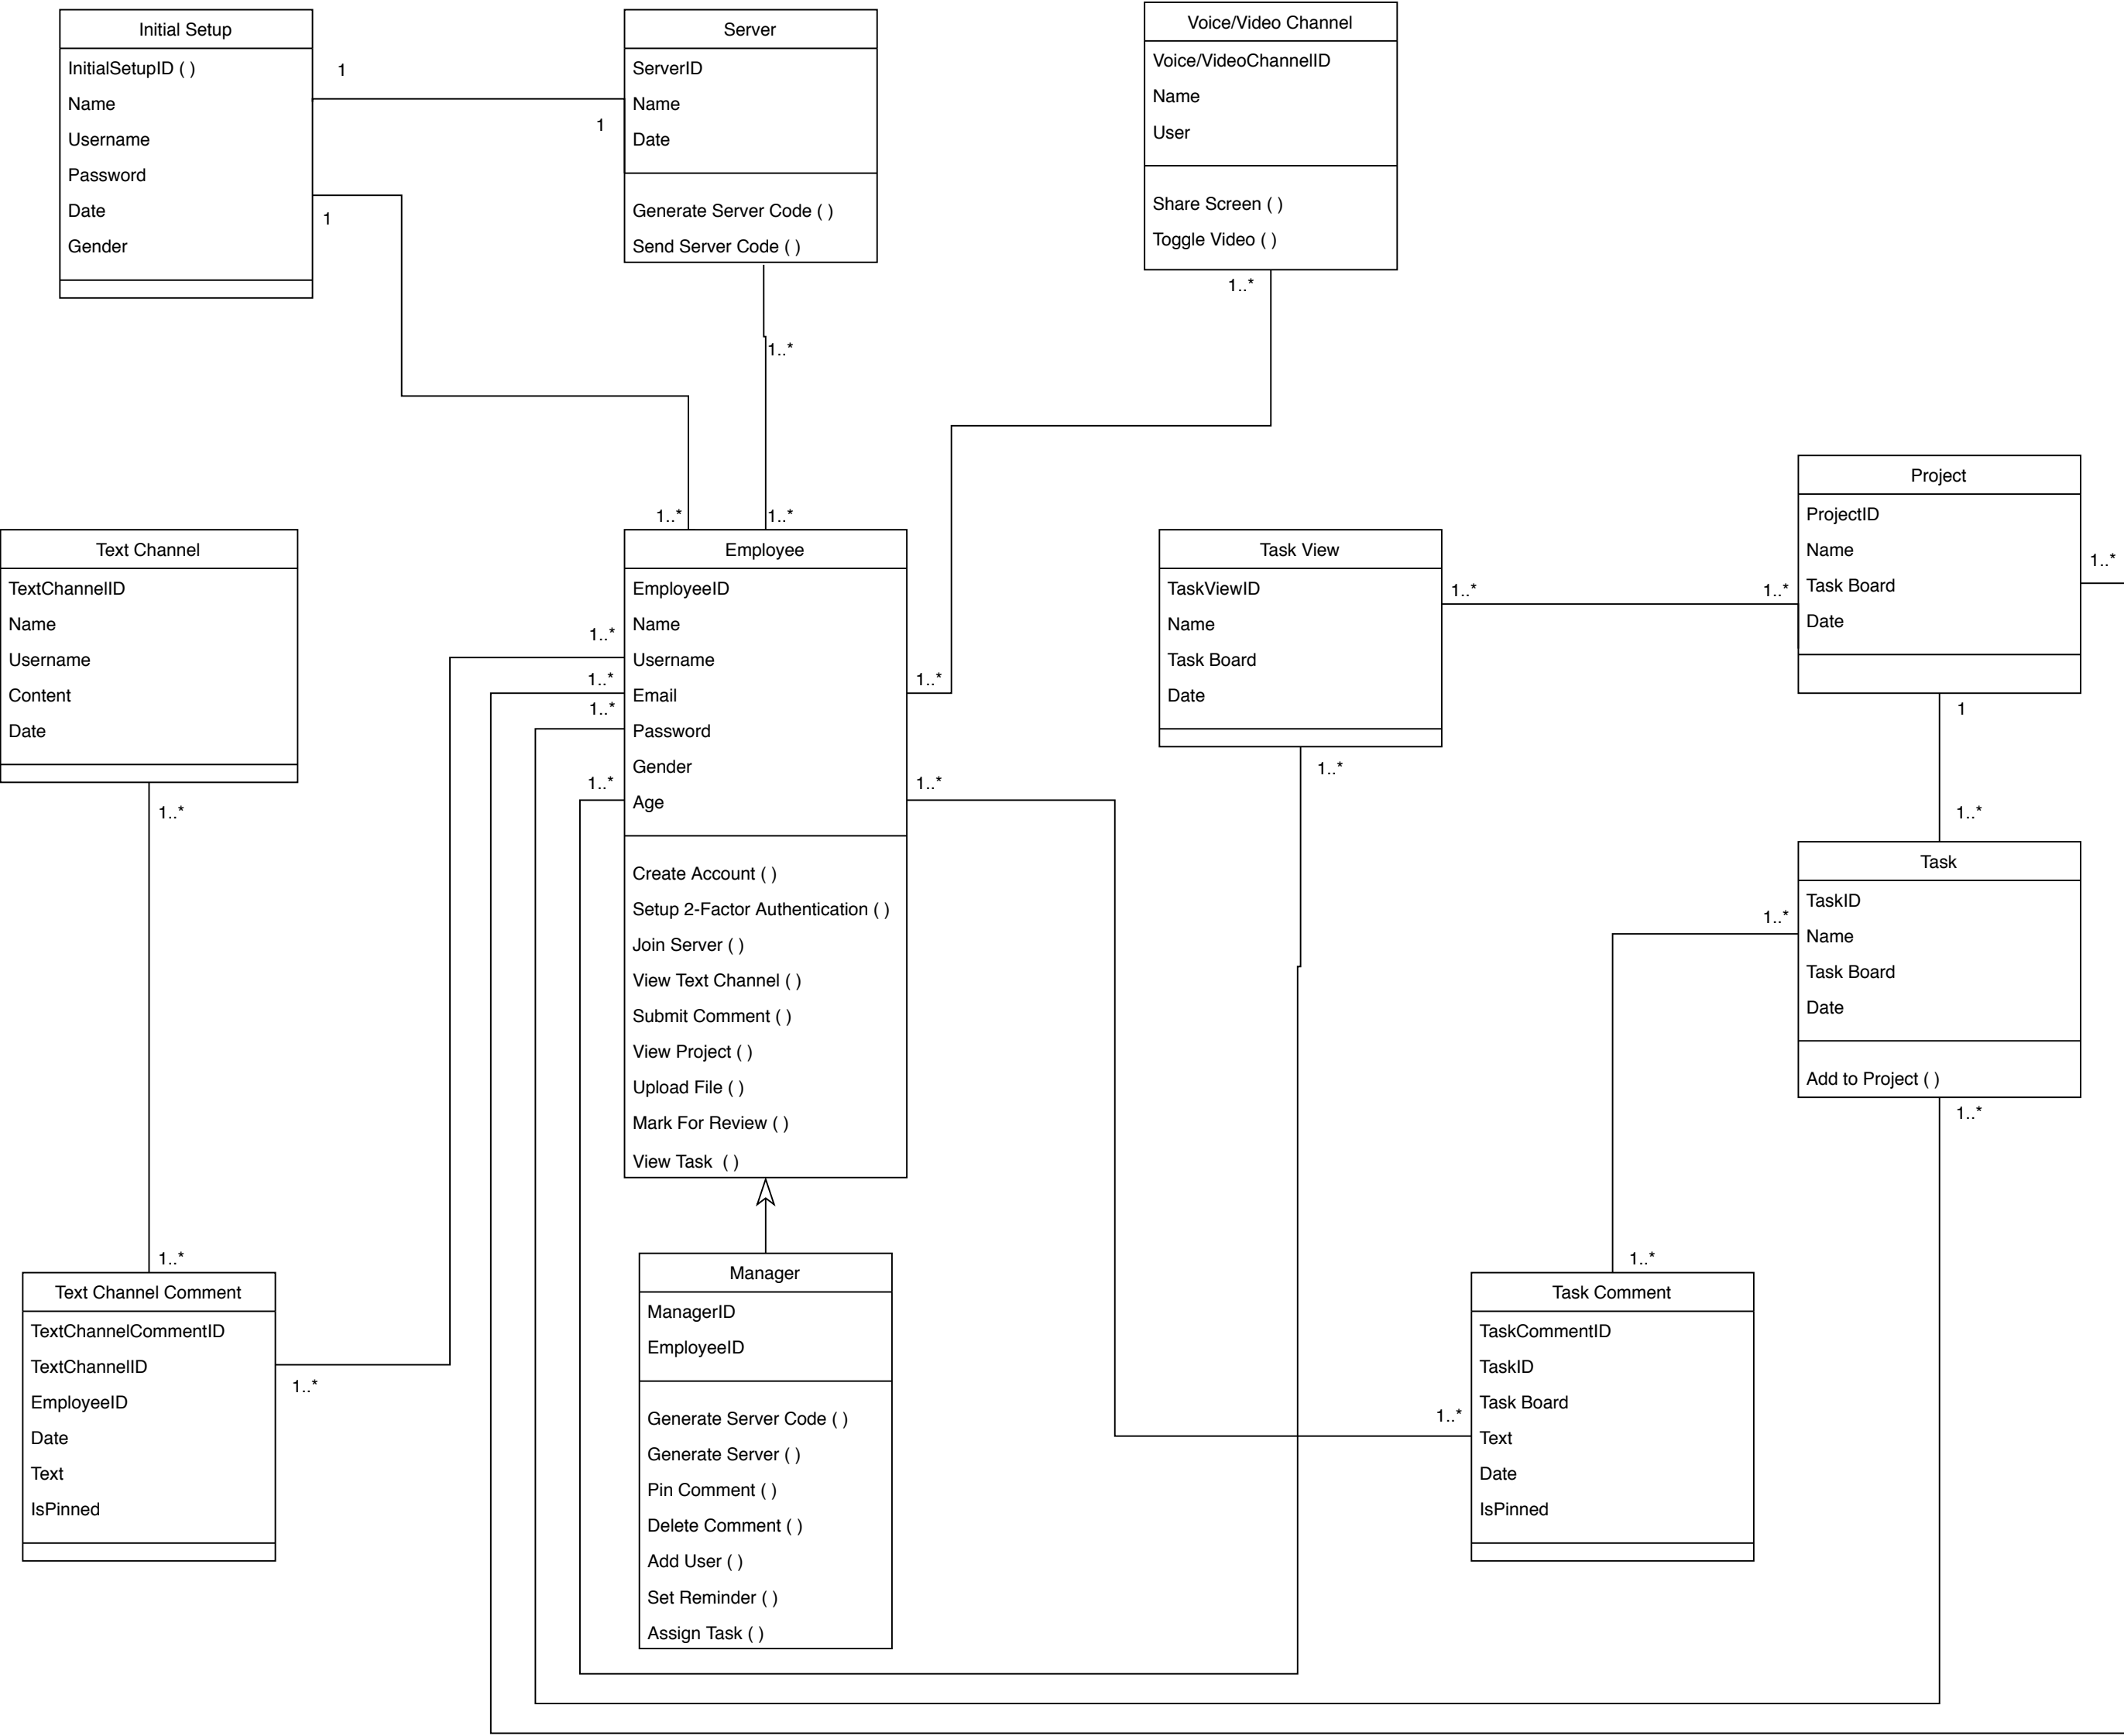 Initial Setup
InitialSetupID ( )
Name
Username
Password
Date
Gender
1
1
1
Server
ServerID
Name
Date
Generate Server Code ( )
Send Server Code ( )
1..*
1..*
1..*
Voice/Video Channel
Voice/VideoChannelID
Name
User
Share Screen ( )
Toggle Video ( )
1..*
Text Channel
TextChannelID
Name
Username
Content
Date
1..*
1..*
Employee
EmployeeID
Name
Username
Email
Password
Gender
Age
Create Account ( )
Setup 2-Factor Authentication ( )
Join Server ( )
View Text Channel ( )
Submit Comment ( )
View Project ( )
Upload File ( )
Mark For Review ( )
View Task ( )
1..*
1..*
1..*
1..*
1..*
1..*
Task View
TaskViewID
Name
Task Board
Date
1..*
1..*
1..*
Project
ProjectID
Name
Task Board
Date
1..*
1
1..*
Task
TaskID
Name
Task Board
Date
Add to Project ( )
1..*
1..*
Text Channel Comment
TextChannelCommentID
TextChannelID
EmployeeID
Date
Text
IsPinned
1..*
Manager
ManagerID
EmployeeID
Generate Server Code ( )
Generate Server ( )
Pin Comment ( )
Delete Comment ( )
Add User ( )
Set Reminder ( )
Assign Task ( )
1..*
1..*
Task Comment
TaskCommentID
TaskID
Task Board
Text
Date
IsPinned